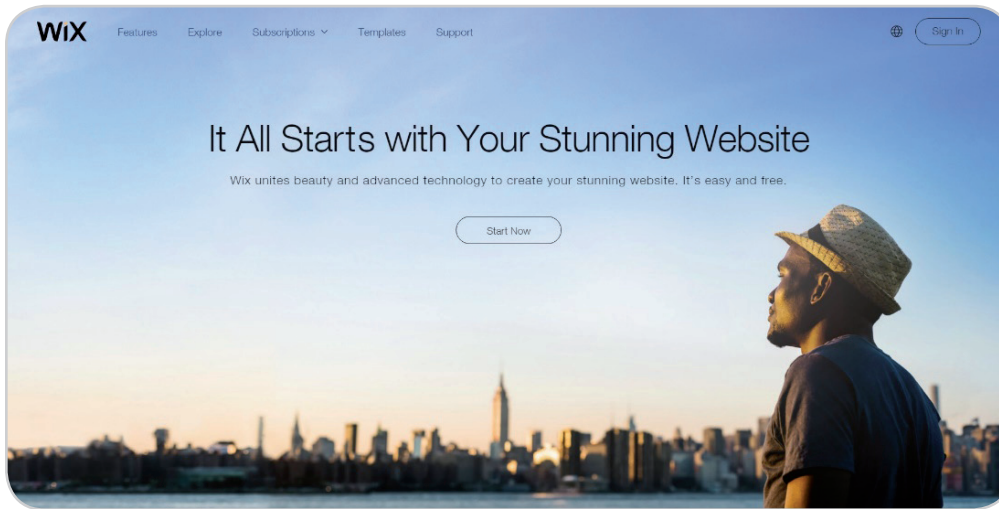 WiX
Features
Explore
Subscriptions
Templates
Support
Sign In
It All Starts with Your Stunning Website
Wix unites beauty and advanced technology to create your stunning website. It's easy and free.
Start Now